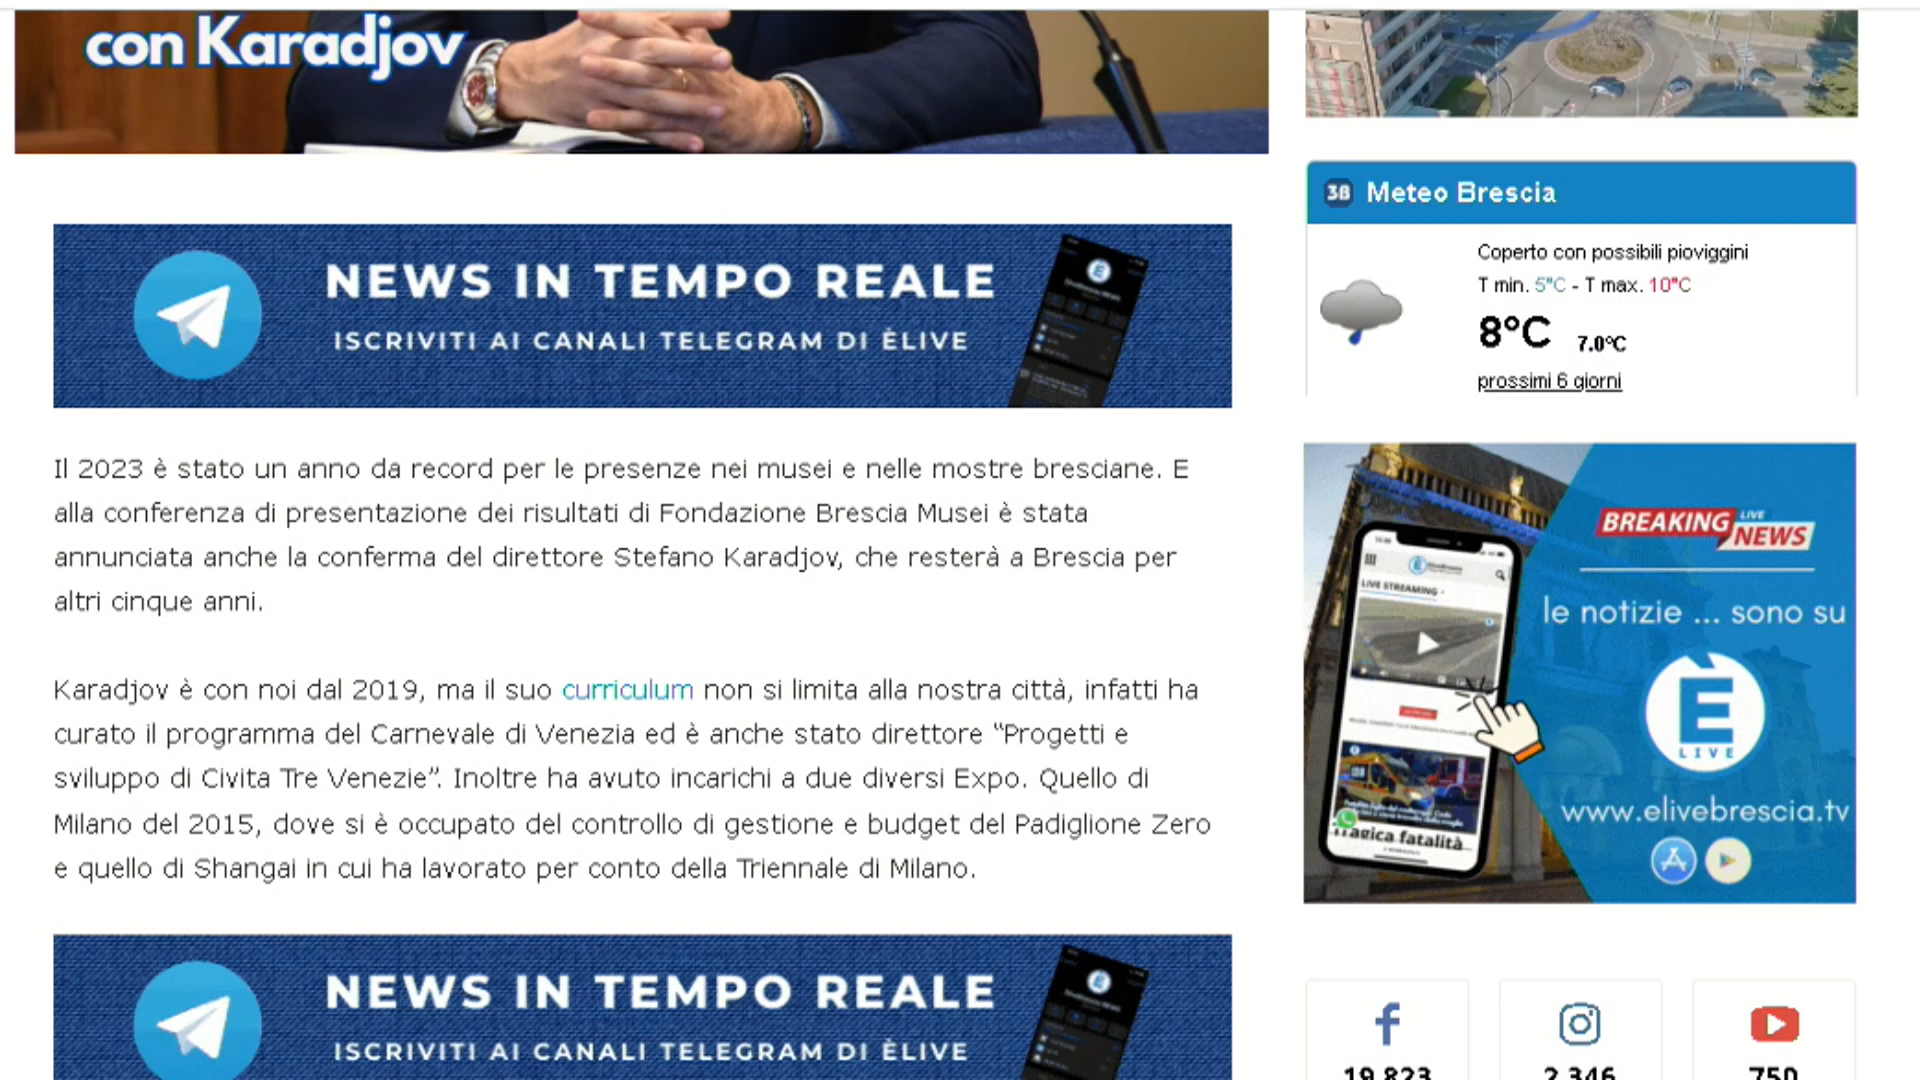 con Karadjov
NEWS IN TEMPO REALE
ISCRIVITI AI CANALI TELEGRAM DI ÈLIVE
Il 2023 è stato un anno da record per le presenze nei musei e nelle mostre bresciane. E
alla conferenza di presentazione dei risultati di Fondazione Brescia Musei è stata
annunciata anche la conferma del direttore Stefano Karadjov, che resterà a Brescia per
altri cinque anni.
Karadjov è con noi dal 2019, ma il suo curriculum non si limita alla nostra città, infatti ha
curato il programma del Carnevale di Venezia ed è anche stato direttore “Progetti e
sviluppo di Civita Tre Venezie”. Inoltre ha avuto incarichi a due diversi Expo. Quello di
Milano del 2015, dove si è occupato del controllo di gestione e budget del Padiglione Zero
e quello di Shangai in cui ha lavorato per conto della Triennale di Milano.
NEWS IN TEMPO REALE
ISCRIVITI AI CANALI TELEGRAM DI ÈLIVE
3B Meteo Brescia
Coperto con possibili pioviggini
T min. 5°C - T max. 10°C
8°C 7.0°C
prossimi 6 giorni
BREAKING LIVE
NEWS
le notizie ... sono su
È
LIVE
www.elivebrescia.tv
LIVE STREAMING
Tragica fatalità
19.823
2.346
750